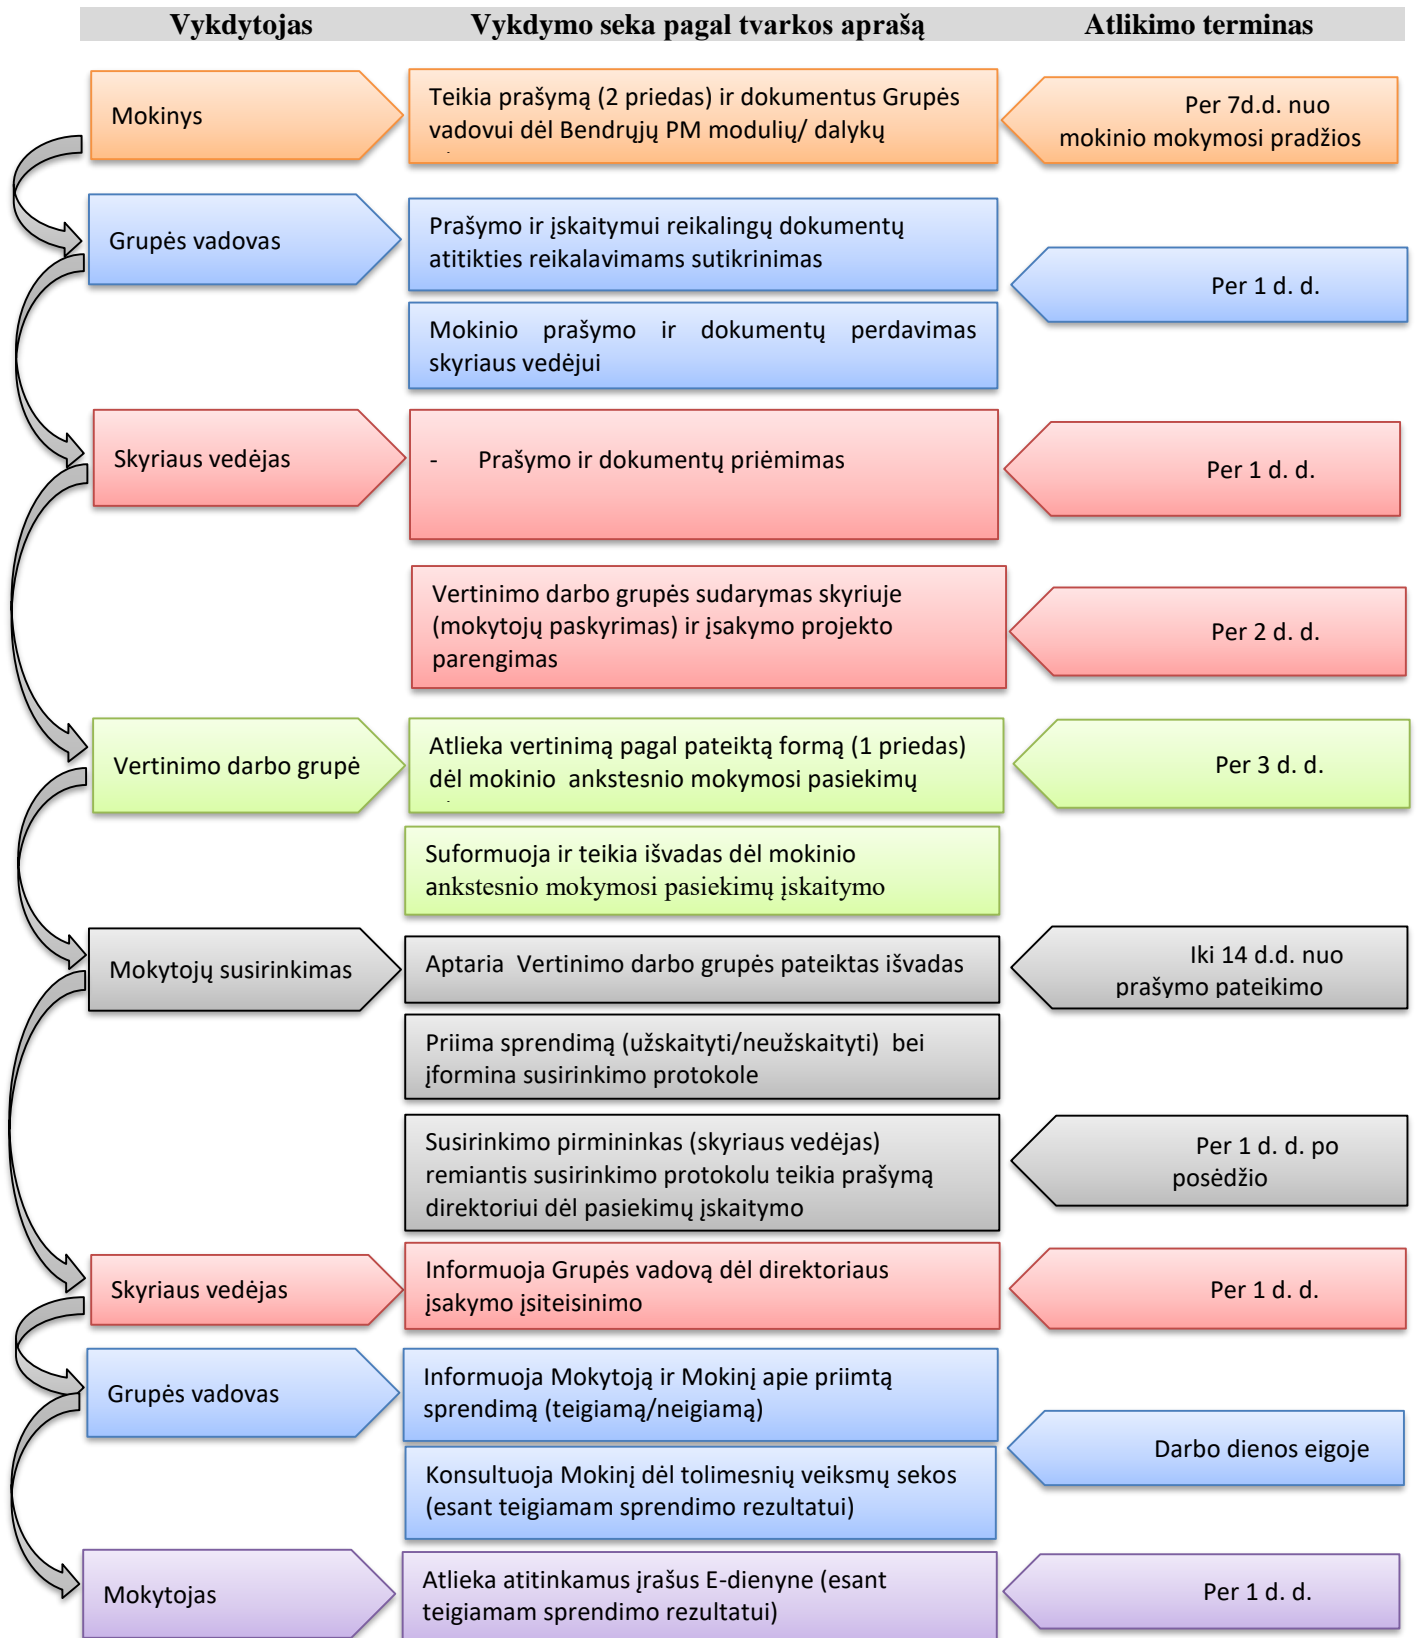 Vykdytojas
Vykdymo seka pagal tvarkos aprašą
Atlikimo terminas
Mokinys
Teikia prašymą (2 priedas) ir dokumentus Grupės
vadovui dėl Bendrųjų PM modulių/ dalykų
Per 7d.d. nuo
mokinio mokymosi pradžios
Grupės vadovas
Prašymo ir įskaitymui reikalingų dokumentų
atitikties reikalavimams sutikrinimas
Per 1 d. d.
Mokinio prašymo ir dokumentų perdavimas
skyriaus vedėjui
Skyriaus vedėjas
- Prašymo ir dokumentų priėmimas
Per 1 d. d.
Vertinimo darbo grupės sudarymas skyriuje
(mokytojų paskyrimas) ir įsakymo projekto
parengimas
Per 2 d. d.
Vertinimo darbo grupė
Atlieka vertinimą pagal pateiktą formą (1 priedas)
dėl mokinio ankstesnio mokymosi pasiekimų
Per 3 d. d.
Suformuoja ir teikia išvadas dėl mokinio
ankstesnio mokymosi pasiekimų įskaitymo
Mokytojų susirinkimas
Aptaria Vertinimo darbo grupės pateiktas išvadas
Iki 14 d.d. nuo
prašymo pateikimo
Priima sprendimą (užskaityti/neužskaityti) bei
įformina susirinkimo protokole
Susirinkimo pirmininkas (skyriaus vedėjas)
remiantis susirinkimo protokolu teikia prašymą
direktoriui dėl pasiekimų įskaitymo
Per 1 d. d. po
posėdžio
Skyriaus vedėjas
Informuoja Grupės vadovą dėl direktoriaus
įsakymo įsiteisinimo
Per 1 d. d.
Grupės vadovas
Informuoja Mokytoją ir Mokinį apie priimtą
sprendimą (teigiamą/neigiamą)
Darbo dienos eigoje
Konsultuoja Mokinį dėl tolimesnių veiksmų sekos
(esant teigiamam sprendimo rezultatui)
Mokytojas
Atlieka atitinkamus įrašus E-dienyne (esant
teigiamam sprendimo rezultatui)
Per 1 d. d.